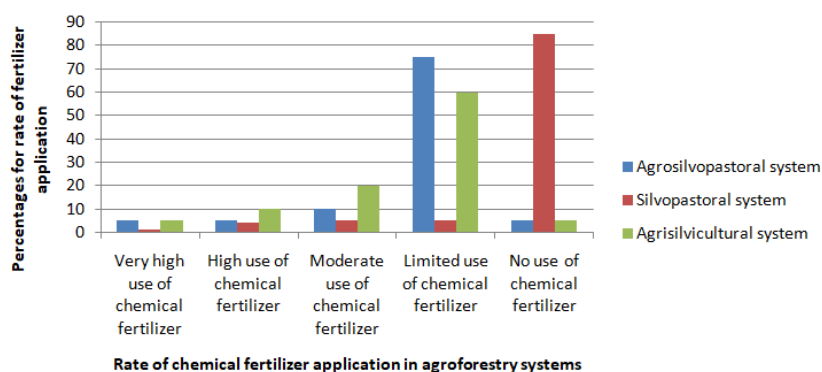 Percentages for rate of fertilizer
application
90
80
70
60
50
40
30
20
10
0
Very high
use of
chemical
fertilizer
High use of
chemical
fertilizer
Moderate
use of
chemical
fertilizer
Limited use
of chemical
fertilizer
No use of
chemical
fertilizer
Rate of chemical fertilizer application in agroforestry systems
Agrosilvopastoral system
Silvopastoral system
Agrisilvicultural system